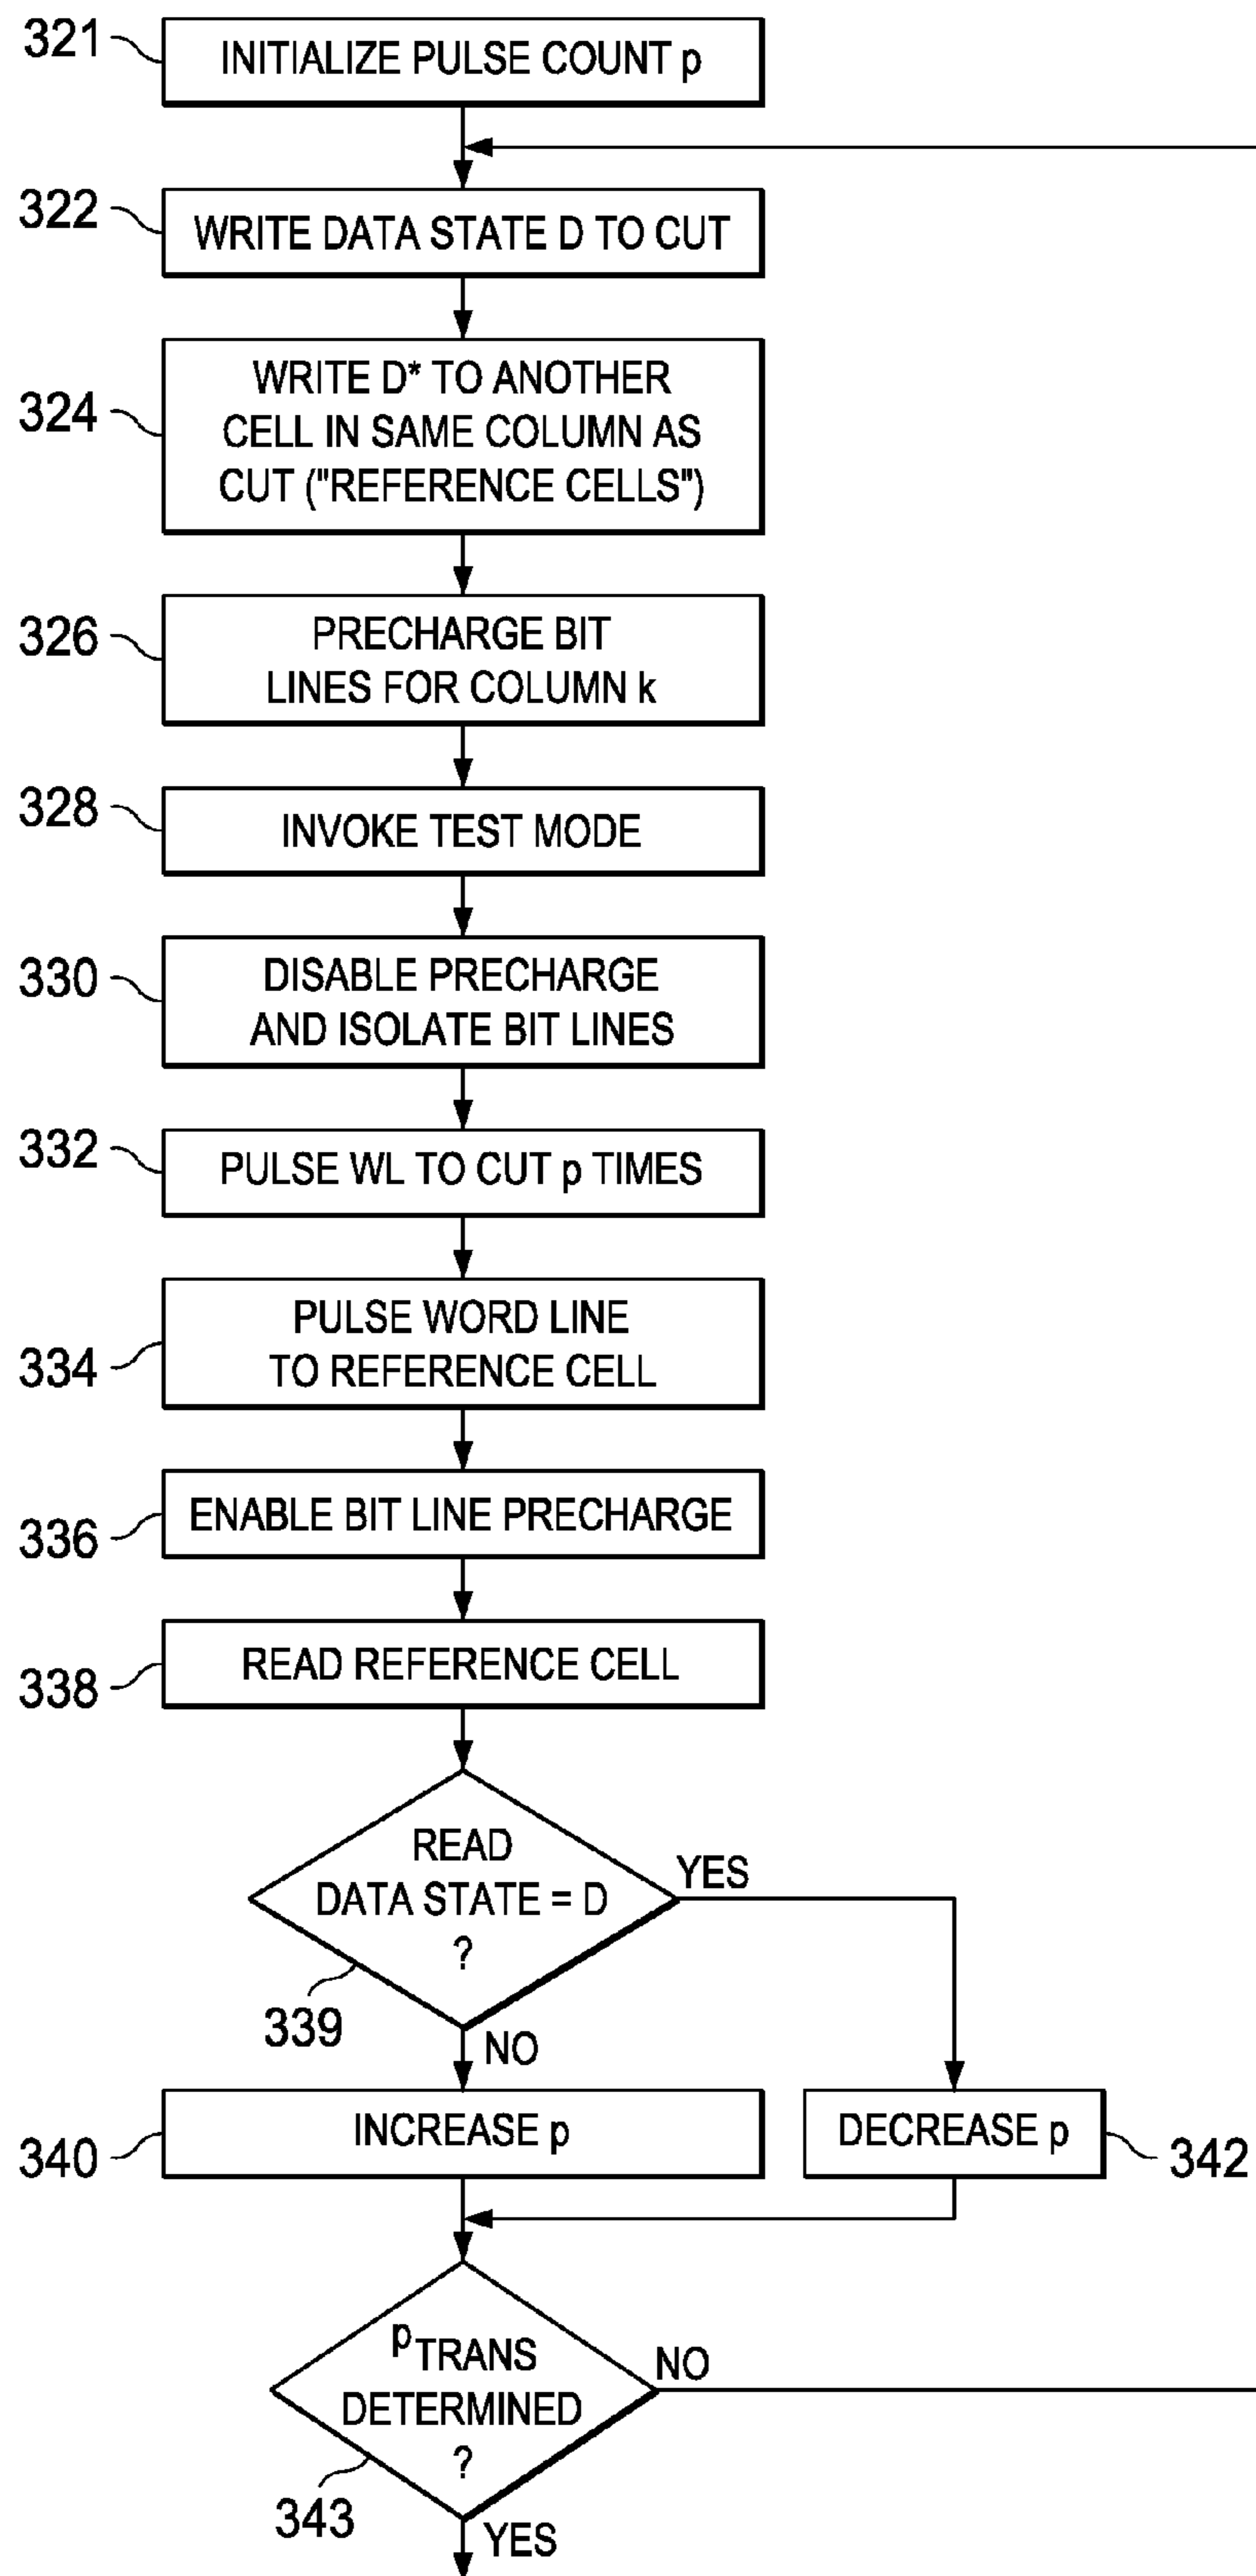 321
INITIALIZE PULSE COUNT p
322
WRITE DATA STATE D TO CUT
324
WRITE D* TO ANOTHER
CELL IN SAME COLUMN AS
CUT ("REFERENCE CELLS")
326
PRECHARGE BIT
LINES FOR COLUMN k
328
INVOKE TEST MODE
330
DISABLE PRECHARGE
AND ISOLATE BIT LINES
332
PULSE WL TO CUT p TIMES
334
PULSE WORD LINE
TO REFERENCE CELL
336
ENABLE BIT LINE PRECHARGE
338
READ REFERENCE CELL
READ
DATA STATE = D
?
YES
339
NO
340
INCREASE p
DECREASE p
342
pTRANS
DETERMINED
?
NO
343
YES